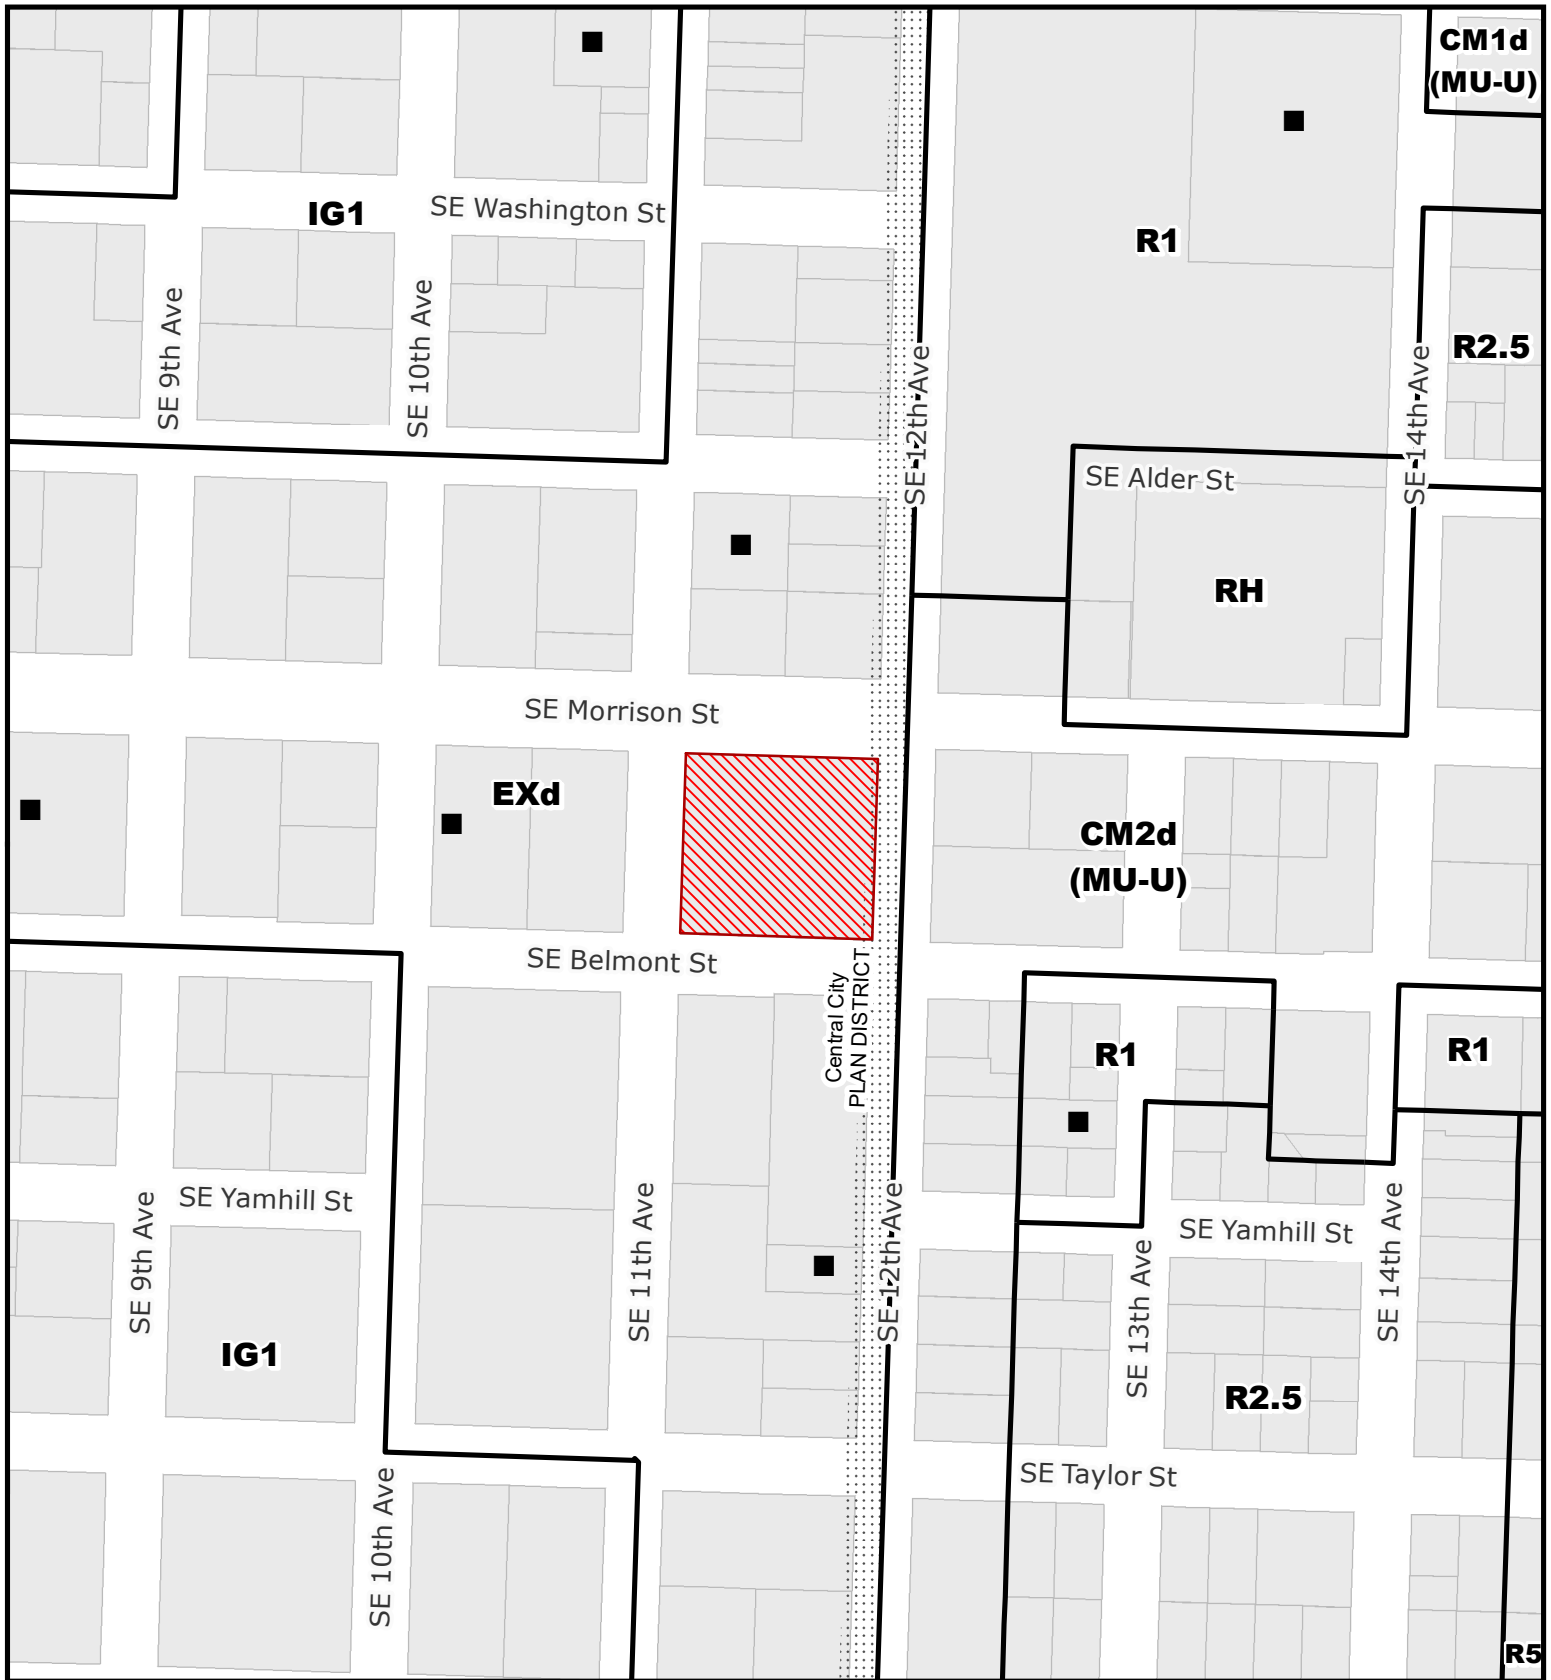 CM1d
(MU-U)
SE Washington St
IG1
R1
SE 9th Ave
SE 10th Ave
SE 12th Ave
SE 14th Ave
R2.5
SE Alder St
RH
SE Morrison St
EXd
CM2d
(MU-U)
SE Belmont St
Central City
PLAN DISTRICT
R1
R1
SE Yamhill St
SE 9th Ave
SE 11th Ave
SE 12th Ave
SE Yamhill St
SE 13th Ave
SE 14th Ave
IG1
R2.5
SE Taylor St
SE 10th Ave
R5